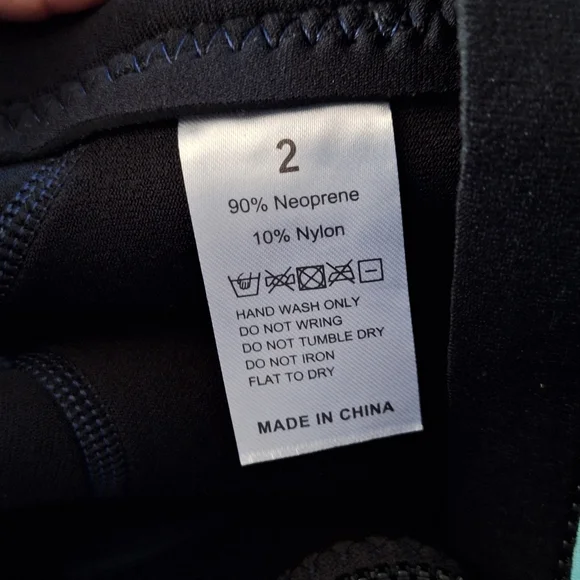 2
90% Neoprene
10% Nylon
HAND WASH ONLY
DO NOT WRING
DO NOT TUMBLE DRY
DO NOT IRON
FLAT TO DRY
MADE IN CHINA